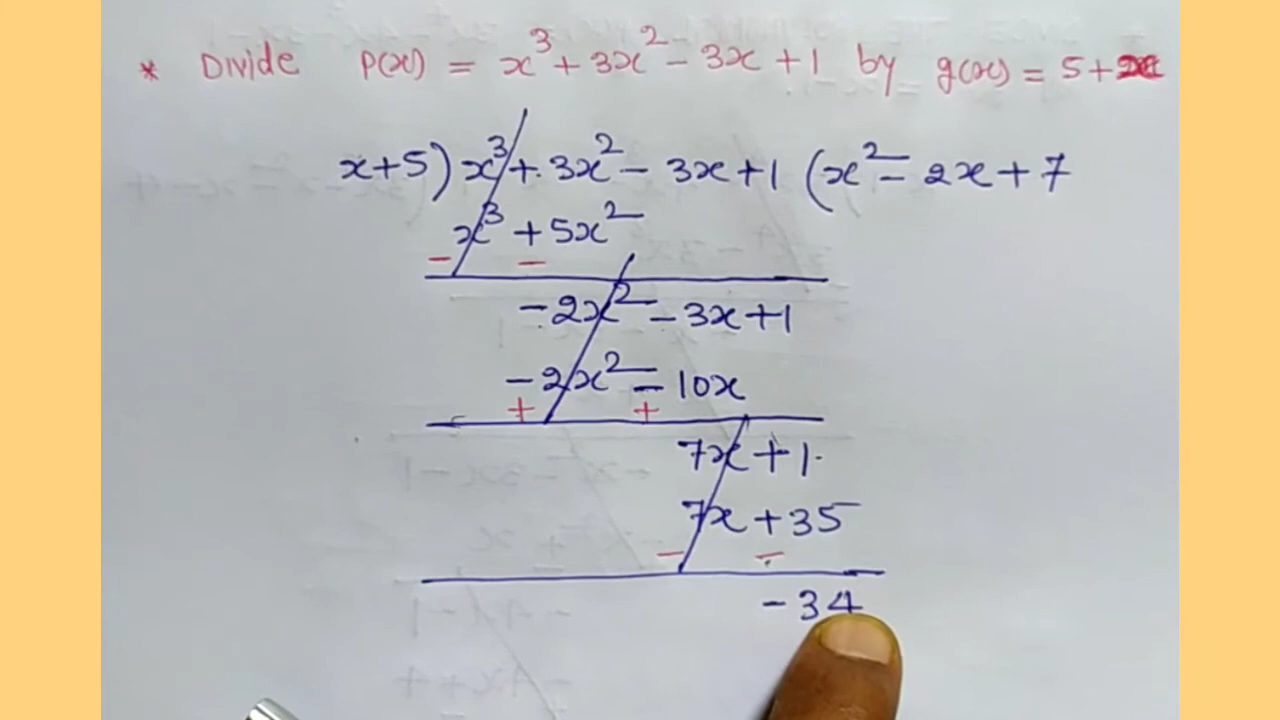 * Divide p(x) = x³ + 3x² - 3x + 1 by g(x) = 5 + x
x+5) x³ + 3x² - 3x + 1 (x² - 2x + 7
x³ + 5x²
- -
-2x² - 3x + 1
-2x² - 10x
+ +
7x + 1
7x + 35
- -
-34